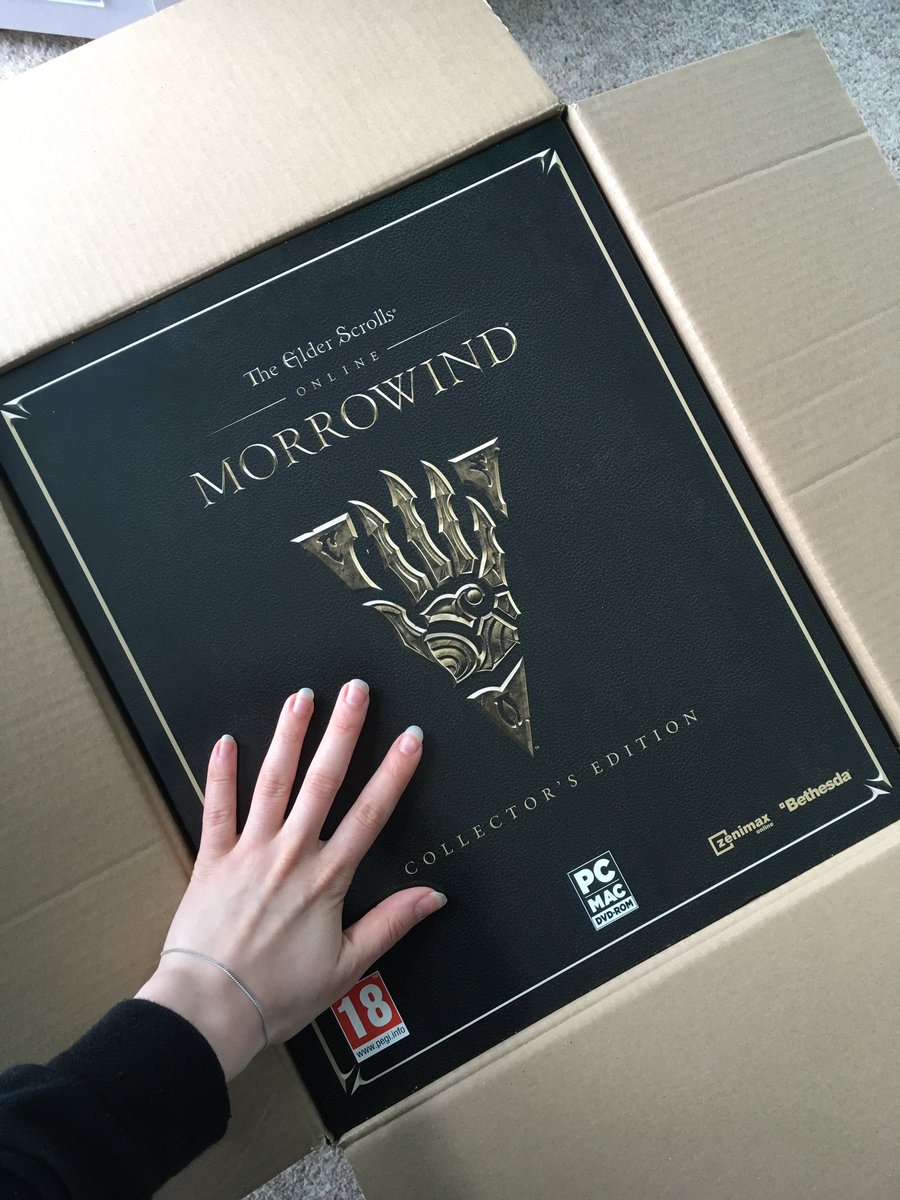 The Elder Scrolls®
ONLINE
MORROWIND®
COLLECTOR'S EDITION
zenimax
online
Bethesda®
PC
MAC
DVD-ROM
18
www.pegi.info